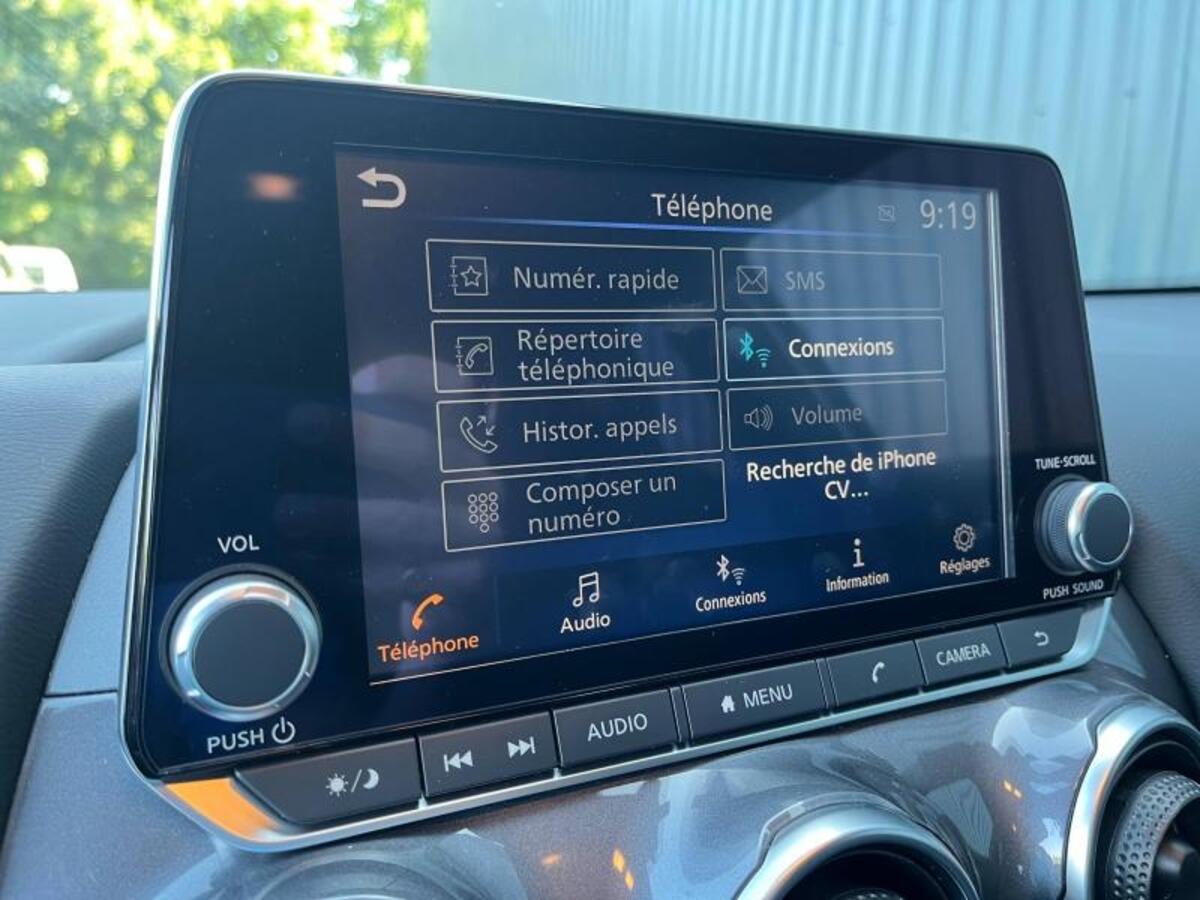 Téléphone
9:19
Numér. rapide
SMS
Répertoire
téléphonique
Connexions
Histor. appels
Volume
Composer un
numéro
Recherche de iPhone
CV...
Téléphone
Audio
Connexions
Information
Réglages
VOL
PUSH
TUNE·SCROLL
PUSH SOUND
AUDIO
MENU
CAMERA